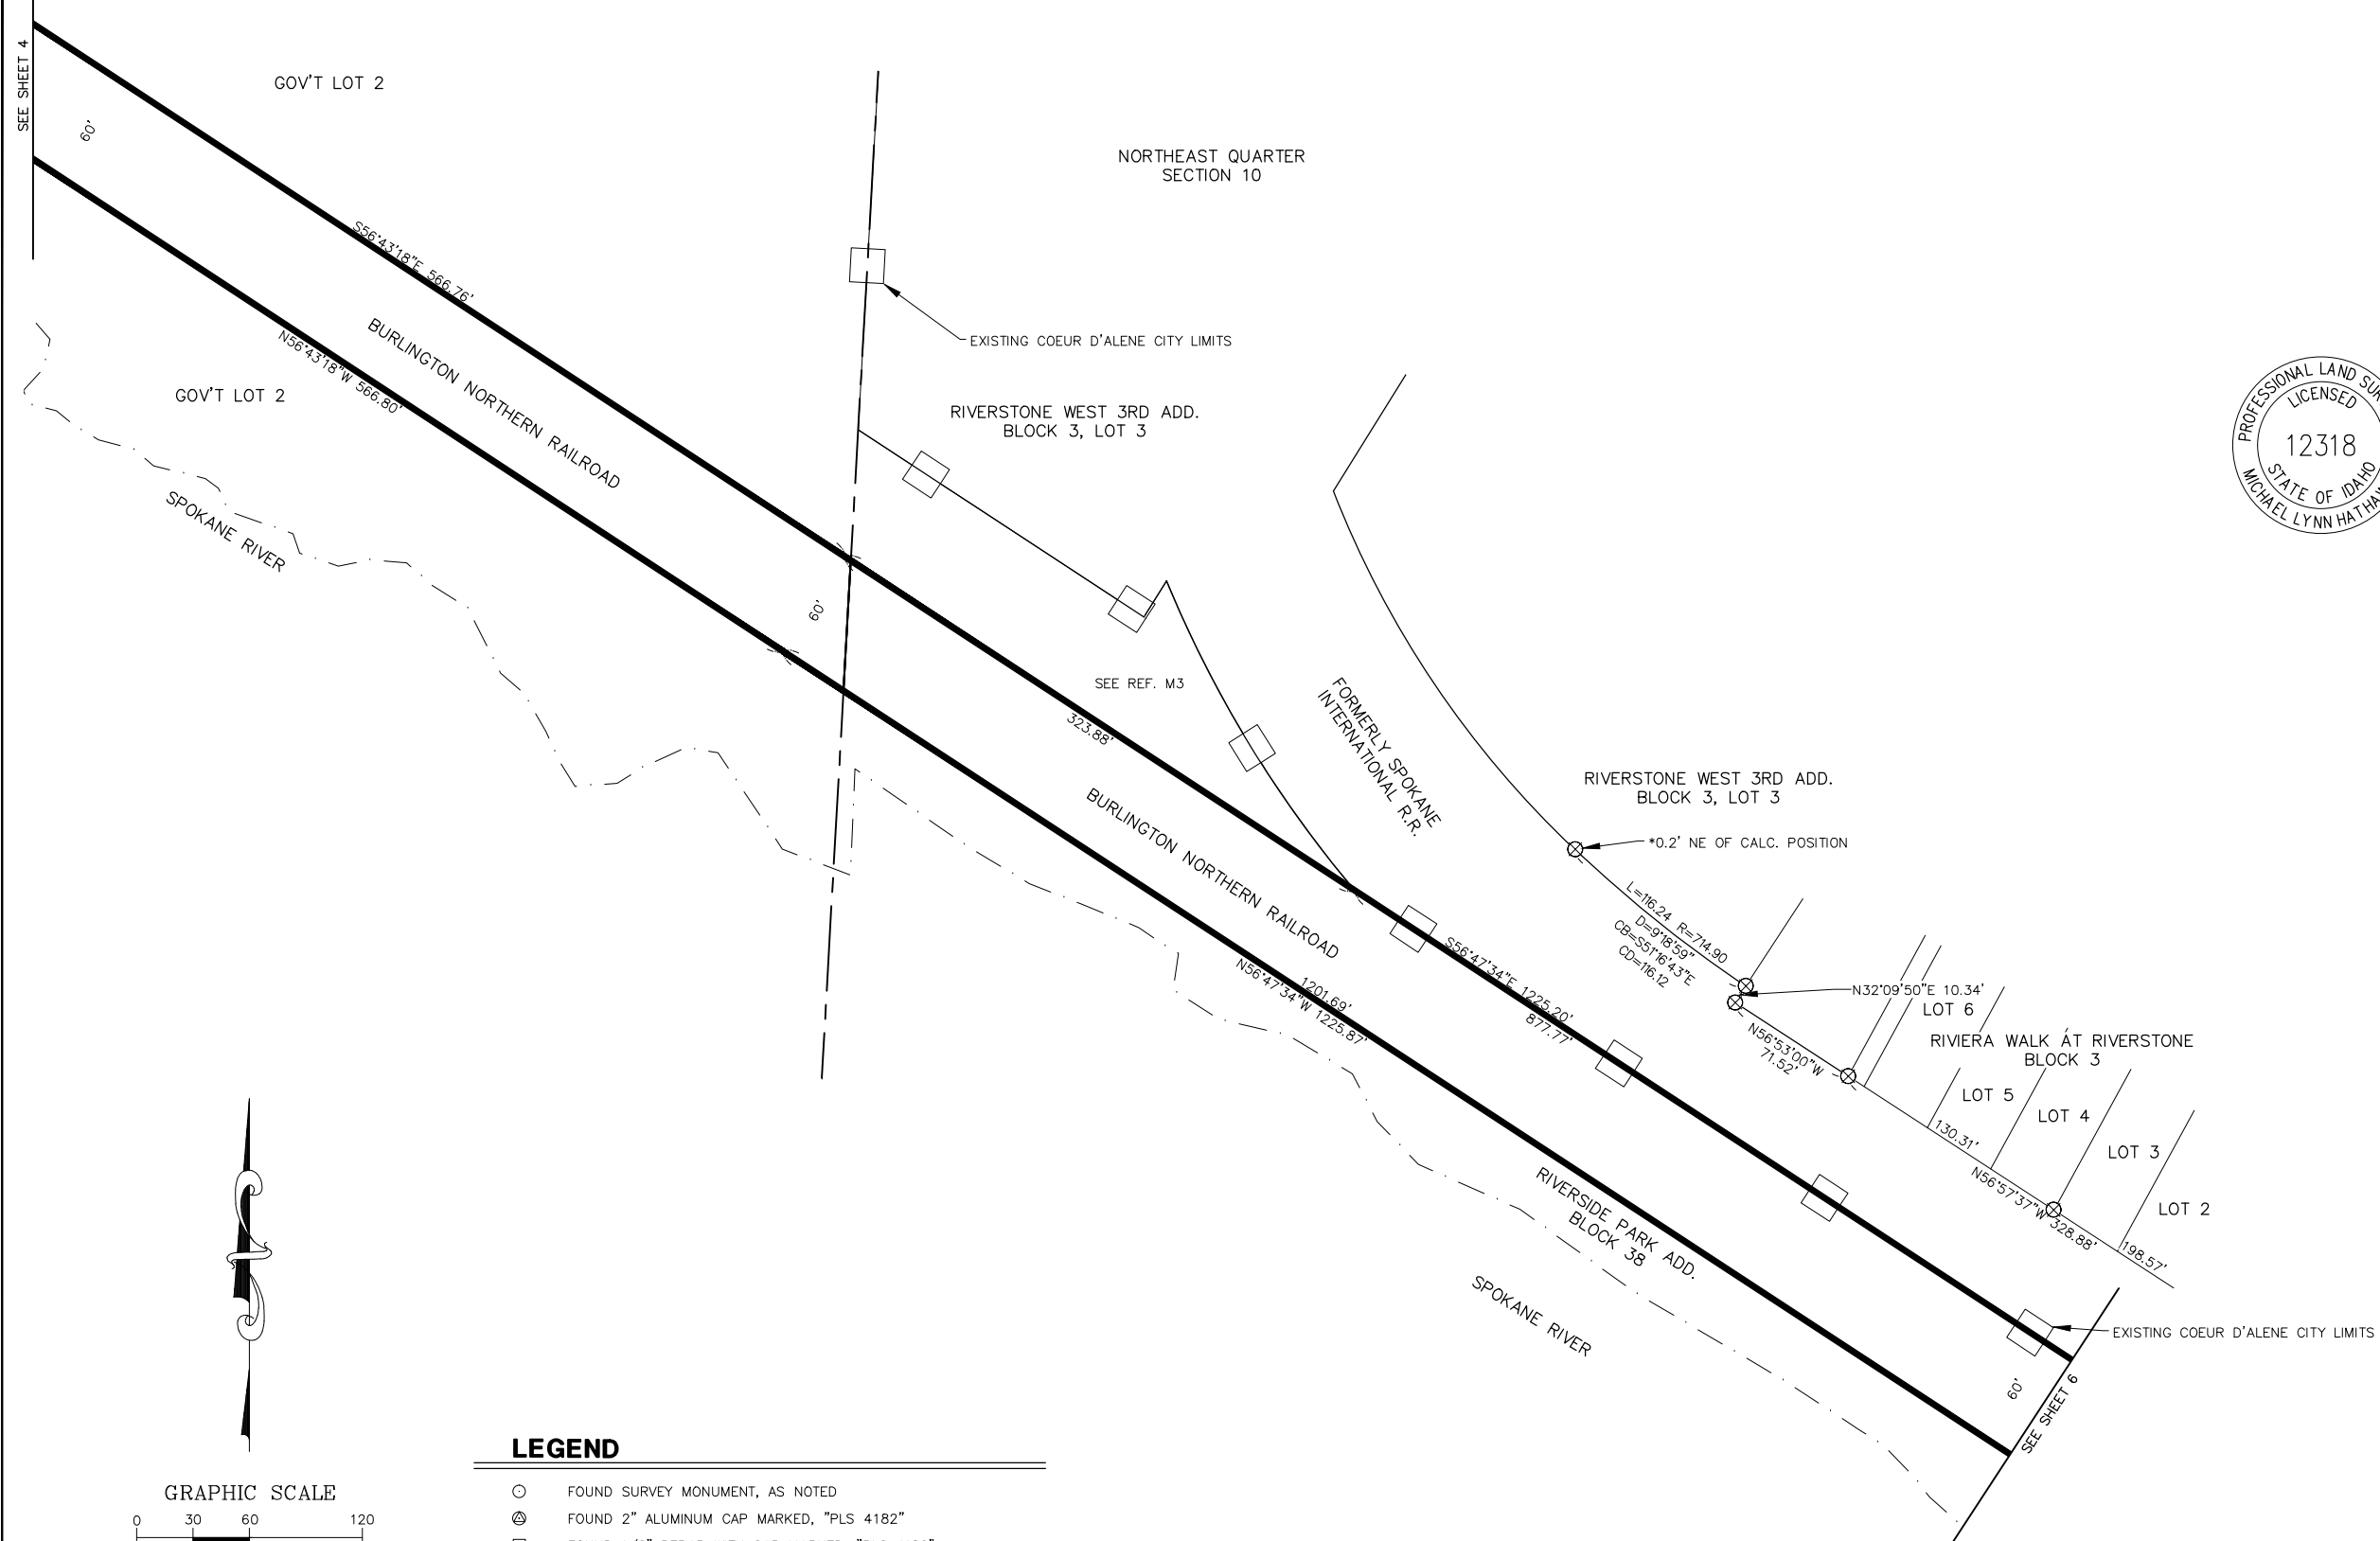 SEE SHEET 4
GOV'T LOT 2
60'
NORTHEAST QUARTER
SECTION 10
S56°43'18"E 566.76'
BURLINGTON NORTHERN RAILROAD
N56°43'18"W 566.80'
GOV'T LOT 2
SPOKANE RIVER
EXISTING COEUR D'ALENE CITY LIMITS
RIVERSTONE WEST 3RD ADD.
BLOCK 3, LOT 3
PROFESSIONAL LAND
LICENSED
12318
STATE OF IDAHO
MICHAEL LYNN
60'
SEE REF. M3
323.88'
FORMERLY SPOKANE
INTERNATIONAL R.R.
RIVERSTONE WEST 3RD ADD.
BLOCK 3, LOT 3
*0.2' NE OF CALC. POSITION
BURLINGTON NORTHERN RAILROAD
L=116.24 R=714.90
D=9°18'59"
CB=S51°16'43"E
CD=116.12
N32°09'50"E 10.34'
LOT 6
RIVIERA WALK AT RIVERSTONE
BLOCK 3
N56°53'00"W
71.52'
S56°47'34"E 1225.20'
877.77'
1201.69'
N56°47'34"W 1225.87'
LOT 5
LOT 4
LOT 3
LOT 2
130.31'
N56°57'37"W 328.88'
198.57'
RIVERSIDE PARK ADD.
BLOCK 38
SPOKANE RIVER
EXISTING COEUR D'ALENE CITY LIMITS
60'
SEE SHEET 6
GRAPHIC SCALE
0 30 60 120
LEGEND
FOUND SURVEY MONUMENT, AS NOTED
FOUND 2" ALUMINUM CAP MARKED, "PLS 4182"